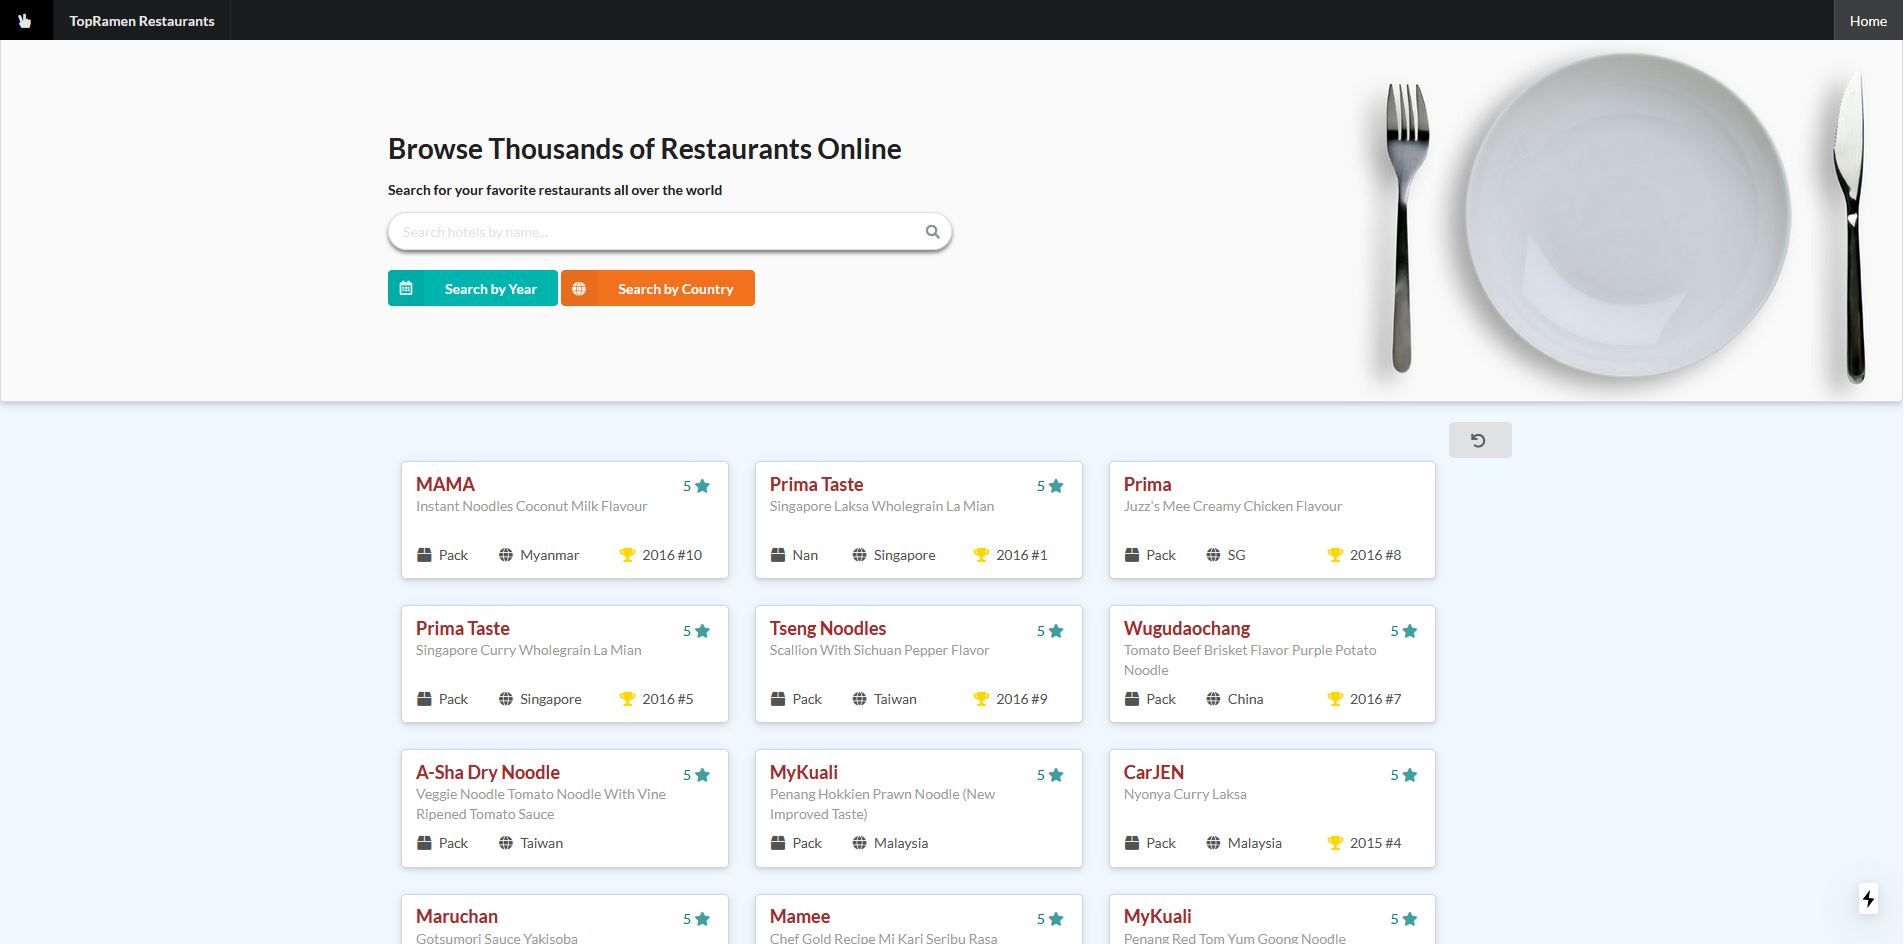 TopRamen Restaurants
Home
Browse Thousands of Restaurants Online
Search for your favorite restaurants all over the world
Search hotels by name...
Search by Year
Search by Country
MAMA
5
Instant Noodles Coconut Milk Flavour
Pack
Myanmar
2016 #10
Prima Taste
5
Singapore Laksa Wholegrain La Mian
Nan
Singapore
2016 #1
Prima
Juzz's Mee Creamy Chicken Flavour
Pack
SG
2016 #8
Prima Taste
5
Singapore Curry Wholegrain La Mian
Pack
Singapore
2016 #5
Tseng Noodles
5
Scallion With Sichuan Pepper Flavor
Pack
Taiwan
2016 #9
Wugudaochang
5
Tomato Beef Brisket Flavor Purple Potato
Noodle
Pack
China
2016 #7
A-Sha Dry Noodle
5
Veggie Noodle Tomato Noodle With Vine
Ripened Tomato Sauce
Pack
Taiwan
MyKuali
5
Penang Hokkien Prawn Noodle (New
Improved Taste)
Pack
Malaysia
CarJEN
5
Nyonya Curry Laksa
Pack
Malaysia
2015 #4
Maruchan
5
Gotsumori Sauce Yakisoba
Mamee
5
Chef Gold Recipe Mi Kari Seribu Rasa
MyKuali
5
Penang Red Tom Yum Goong Noodle